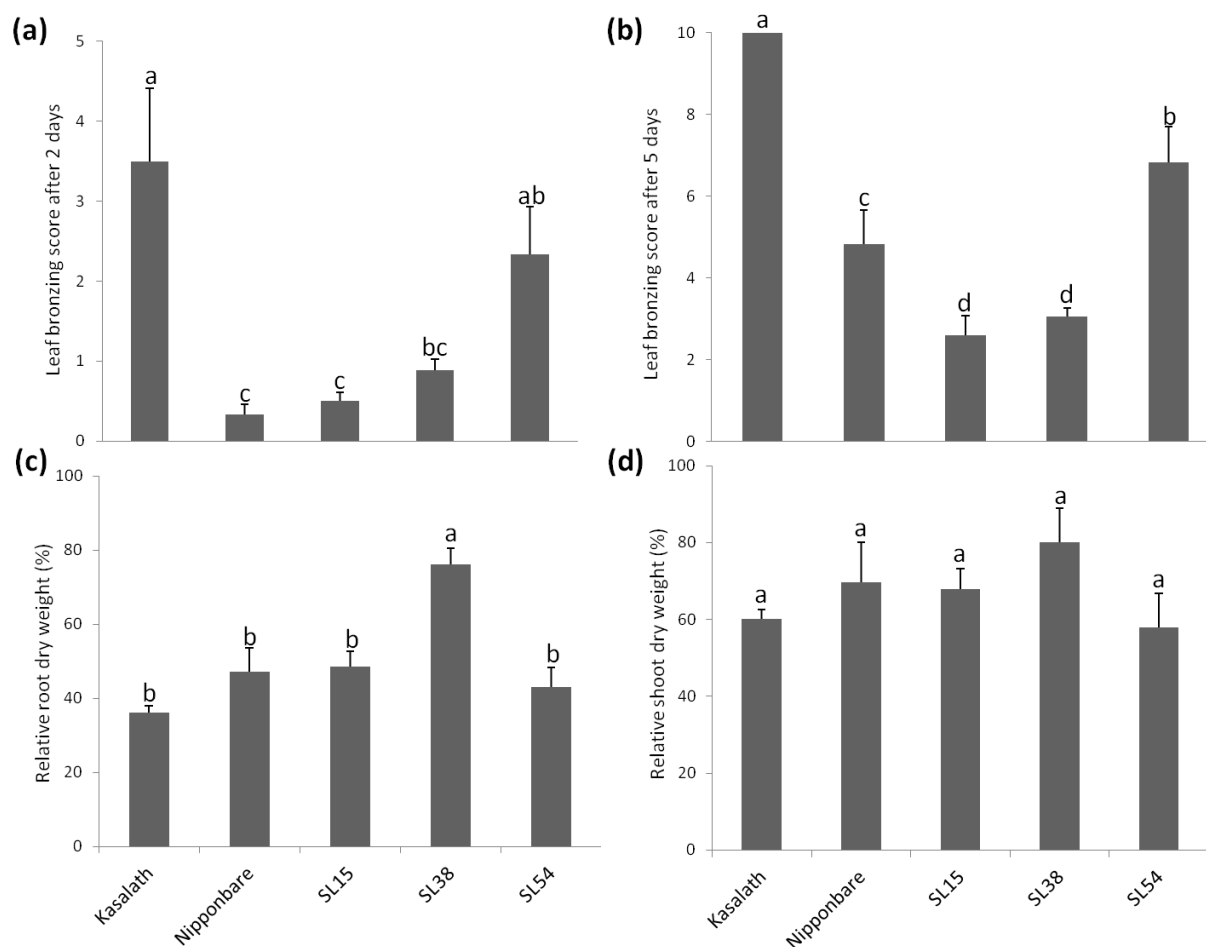 (a)
Leaf bronzing score after 2 days
5
4
3
2
1
0
a
c
c
bc
ab
(b)
Leaf bronzing score after 5 days
10
8
6
4
2
0
a
c
d
d
b
(c)
Relative root dry weight (%)
100
80
60
40
20
0
b
b
b
a
b
Kasalath
Nipponbare
SL15
SL38
SL54
(d)
Relative shoot dry weight (%)
100
80
60
40
20
0
a
a
a
a
a
Kasalath
Nipponbare
SL15
SL38
SL54